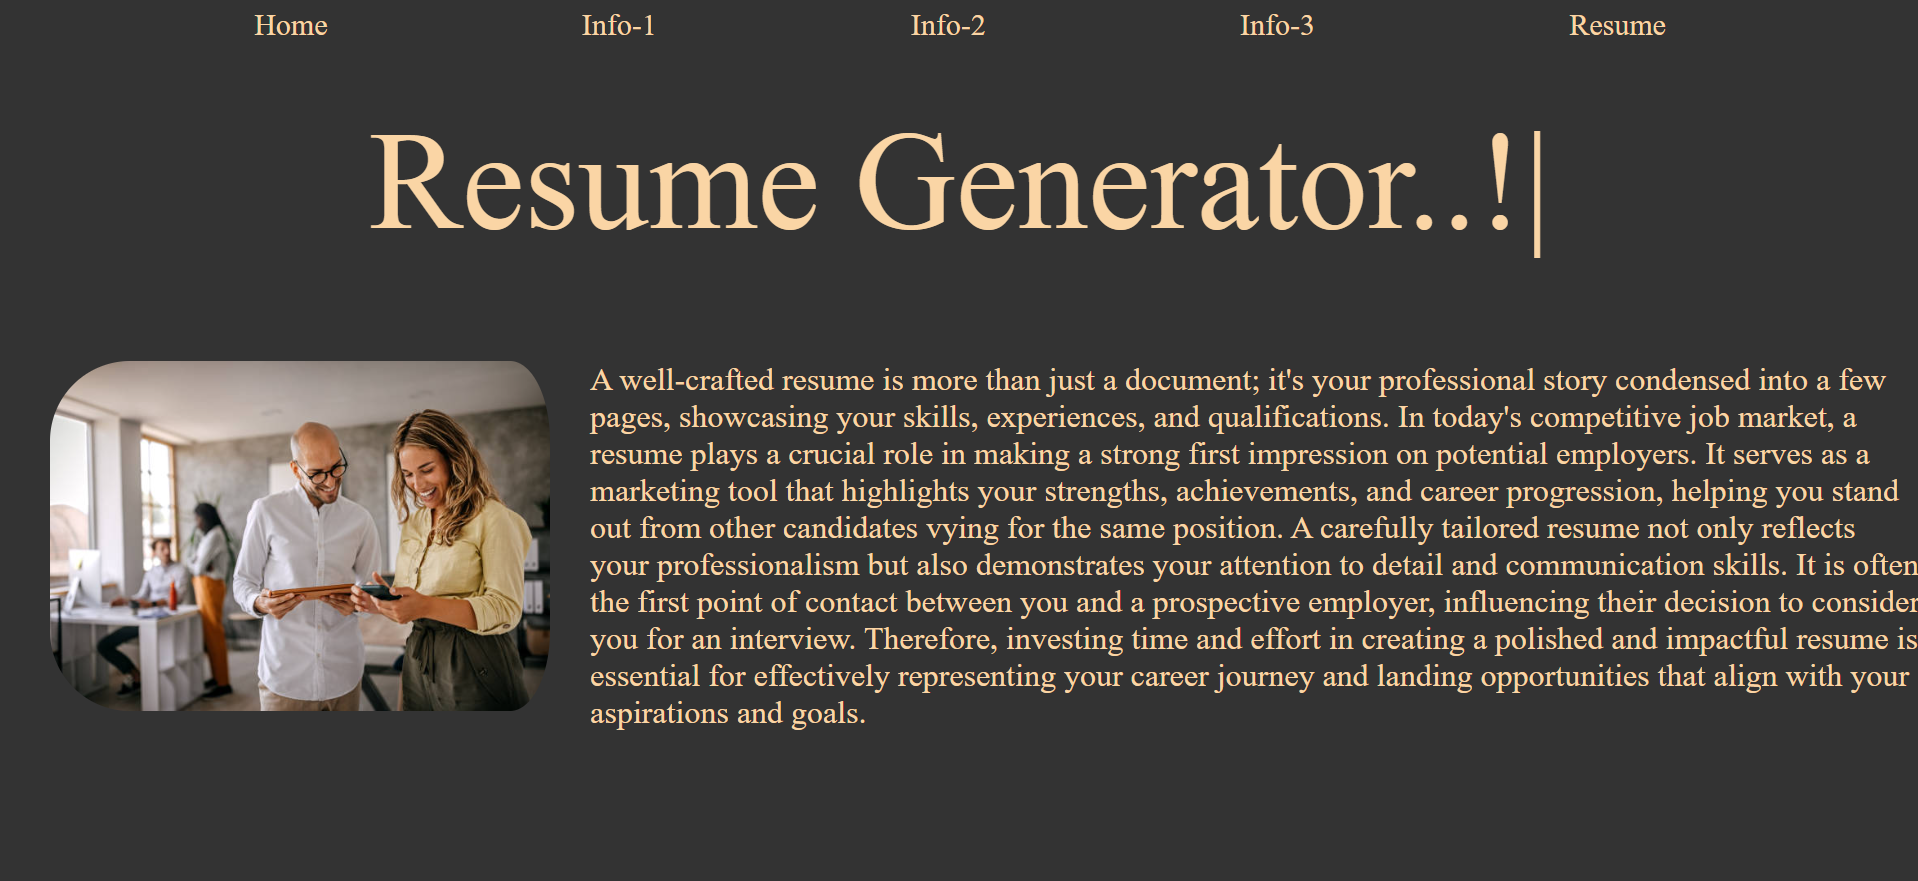 Home Info-1 Info-2 Info-3 Resume
Resume Generator..!|
A well-crafted resume is more than just a document; it's your professional story condensed into a few
pages, showcasing your skills, experiences, and qualifications. In today's competitive job market, a
resume plays a crucial role in making a strong first impression on potential employers. It serves as a
marketing tool that highlights your strengths, achievements, and career progression, helping you stand
out from other candidates vying for the same position. A carefully tailored resume not only reflects
your professionalism but also demonstrates your attention to detail and communication skills. It is often
the first point of contact between you and a prospective employer, influencing their decision to consider
you for an interview. Therefore, investing time and effort in creating a polished and impactful resume is
essential for effectively representing your career journey and landing opportunities that align with your
aspirations and goals.